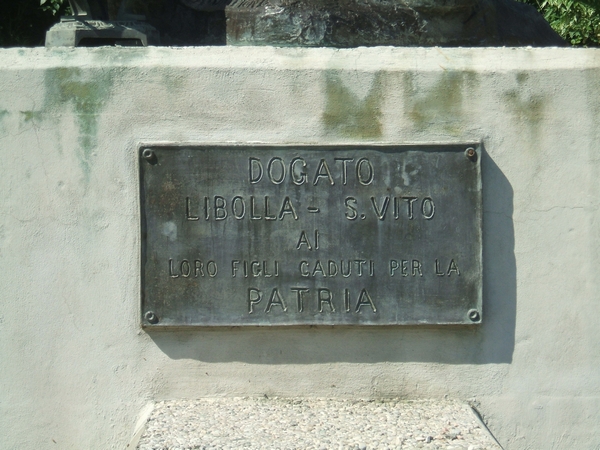 DOGATO
LIBOLLA - S. VITO
AI
LORO FIGLI CADUTI PER LA
PATRIA